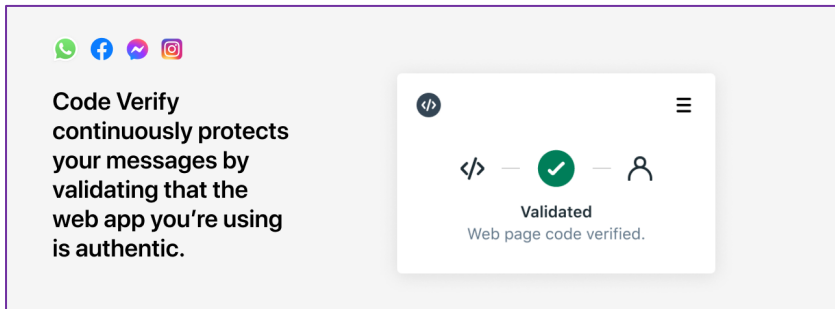 Code Verify
continuously protects
your messages by
validating that the
web app you’re using
is authentic.
Validated
Web page code verified.